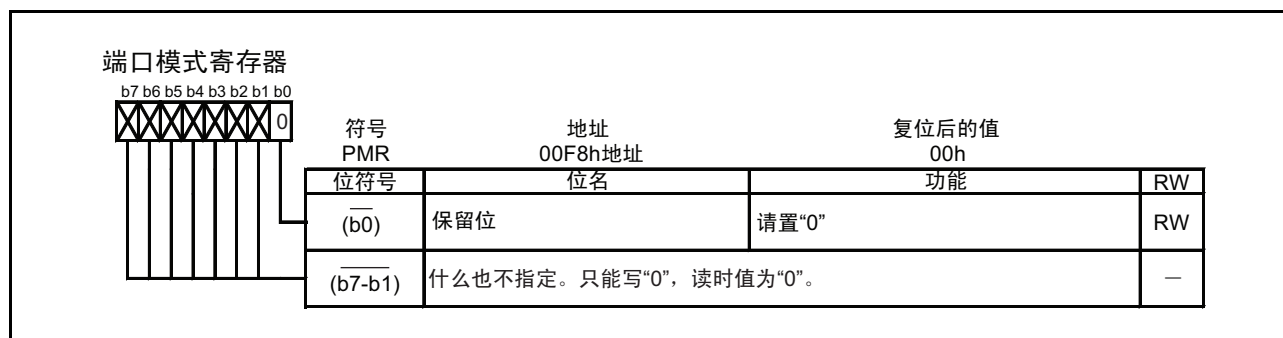 端口模式寄存器
b7 b6 b5 b4 b3 b2 b1 b0
0
符号 地址 复位后的值
PMR 00F8h地址 00h
位符号 位名 功能 RW
— (b0) 保留位 请置“0” RW
— (b7-b1) 什么也不指定。只能写“0”，读时值为“0”。 —